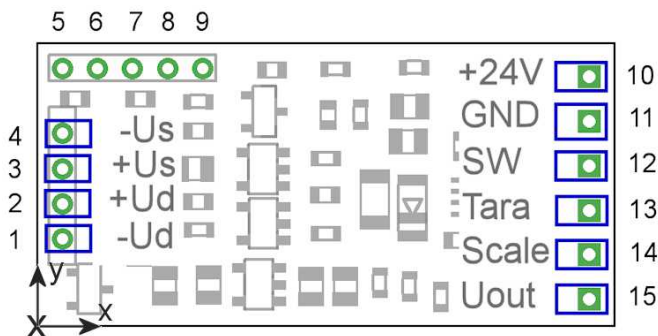 5 6 7 8 9
+24V 10
GND 11
4 -Us
SW 12
3 +Us
2 +Ud
Tara 13
1 -Ud
Scale 14
y
Uout 15
X x